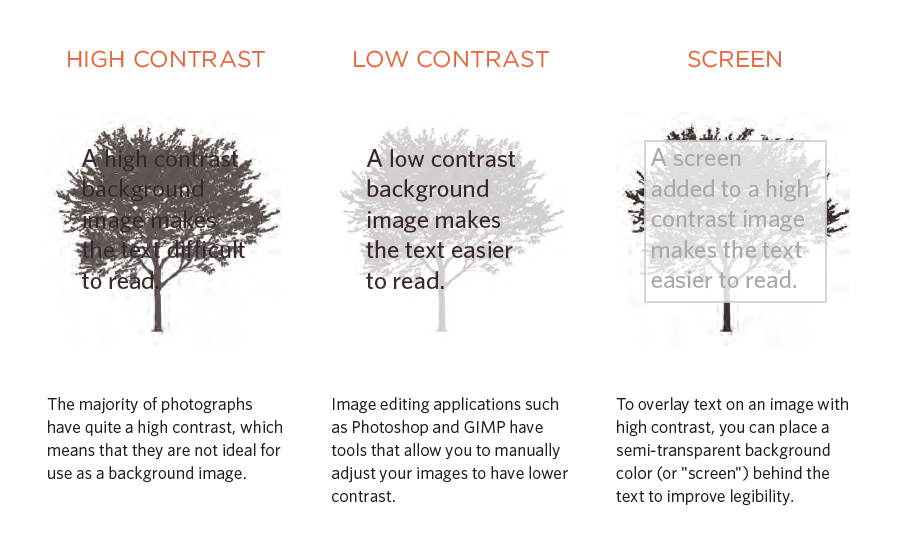 HIGH CONTRAST
A high contrast
background
image makes
the text difficult
to read.
The majority of photographs
have quite a high contrast, which
means that they are not ideal for
use as a background image.
LOW CONTRAST
A low contrast
background
image makes
the text easier
to read.
Image editing applications such
as Photoshop and GIMP have
tools that allow you to manually
adjust your images to have lower
contrast.
SCREEN
A screen
added to a high
contrast image
makes the text
easier to read.
To overlay text on an image with
high contrast, you can place a
semi-transparent background
color (or "screen") behind the
text to improve legibility.